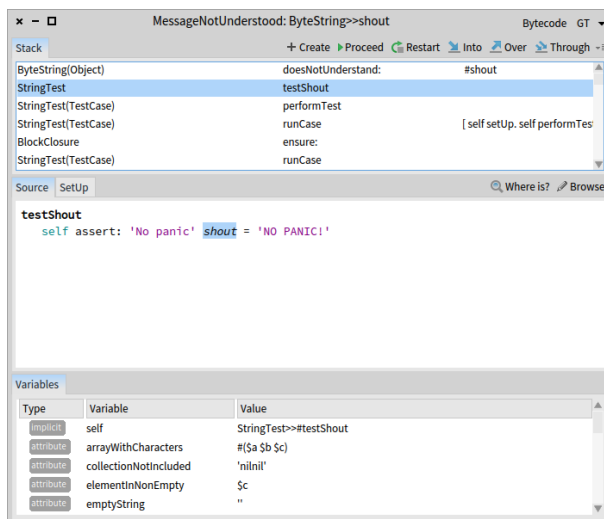 MessageNotUnderstood: ByteString>>shout Bytecode GT
Stack Create Proceed Restart Into Over Through
ByteString(Object) doesNotUnderstand: #shout
StringTest testShout
StringTest(TestCase) performTest
StringTest(TestCase) runCase [ self setUp. self performTes
BlockClosure ensure:
StringTest(TestCase) runCase
Source SetUp Where is? Browse
testShout
self assert: 'No panic' shout = 'NO PANIC!'
Variables
Type Variable Value
implicit self StringTest>>#testShout
attribute arrayWithCharacters #($a $b $c)
attribute collectionNotIncluded 'nilnil'
attribute elementInNonEmpty $c
attribute emptyString ''